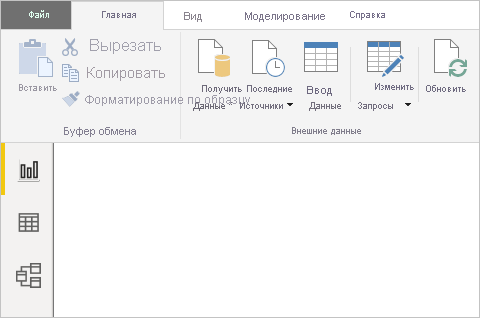 Файл Главная Вид Моделирование Справка
Вставить
Вырезать
Копировать
Форматирование по образцу
Буфер обмена
Получить
Данные
Последние
Источники
Ввод
Данные
Изменить
Запросы
Обновить
Внешние данные